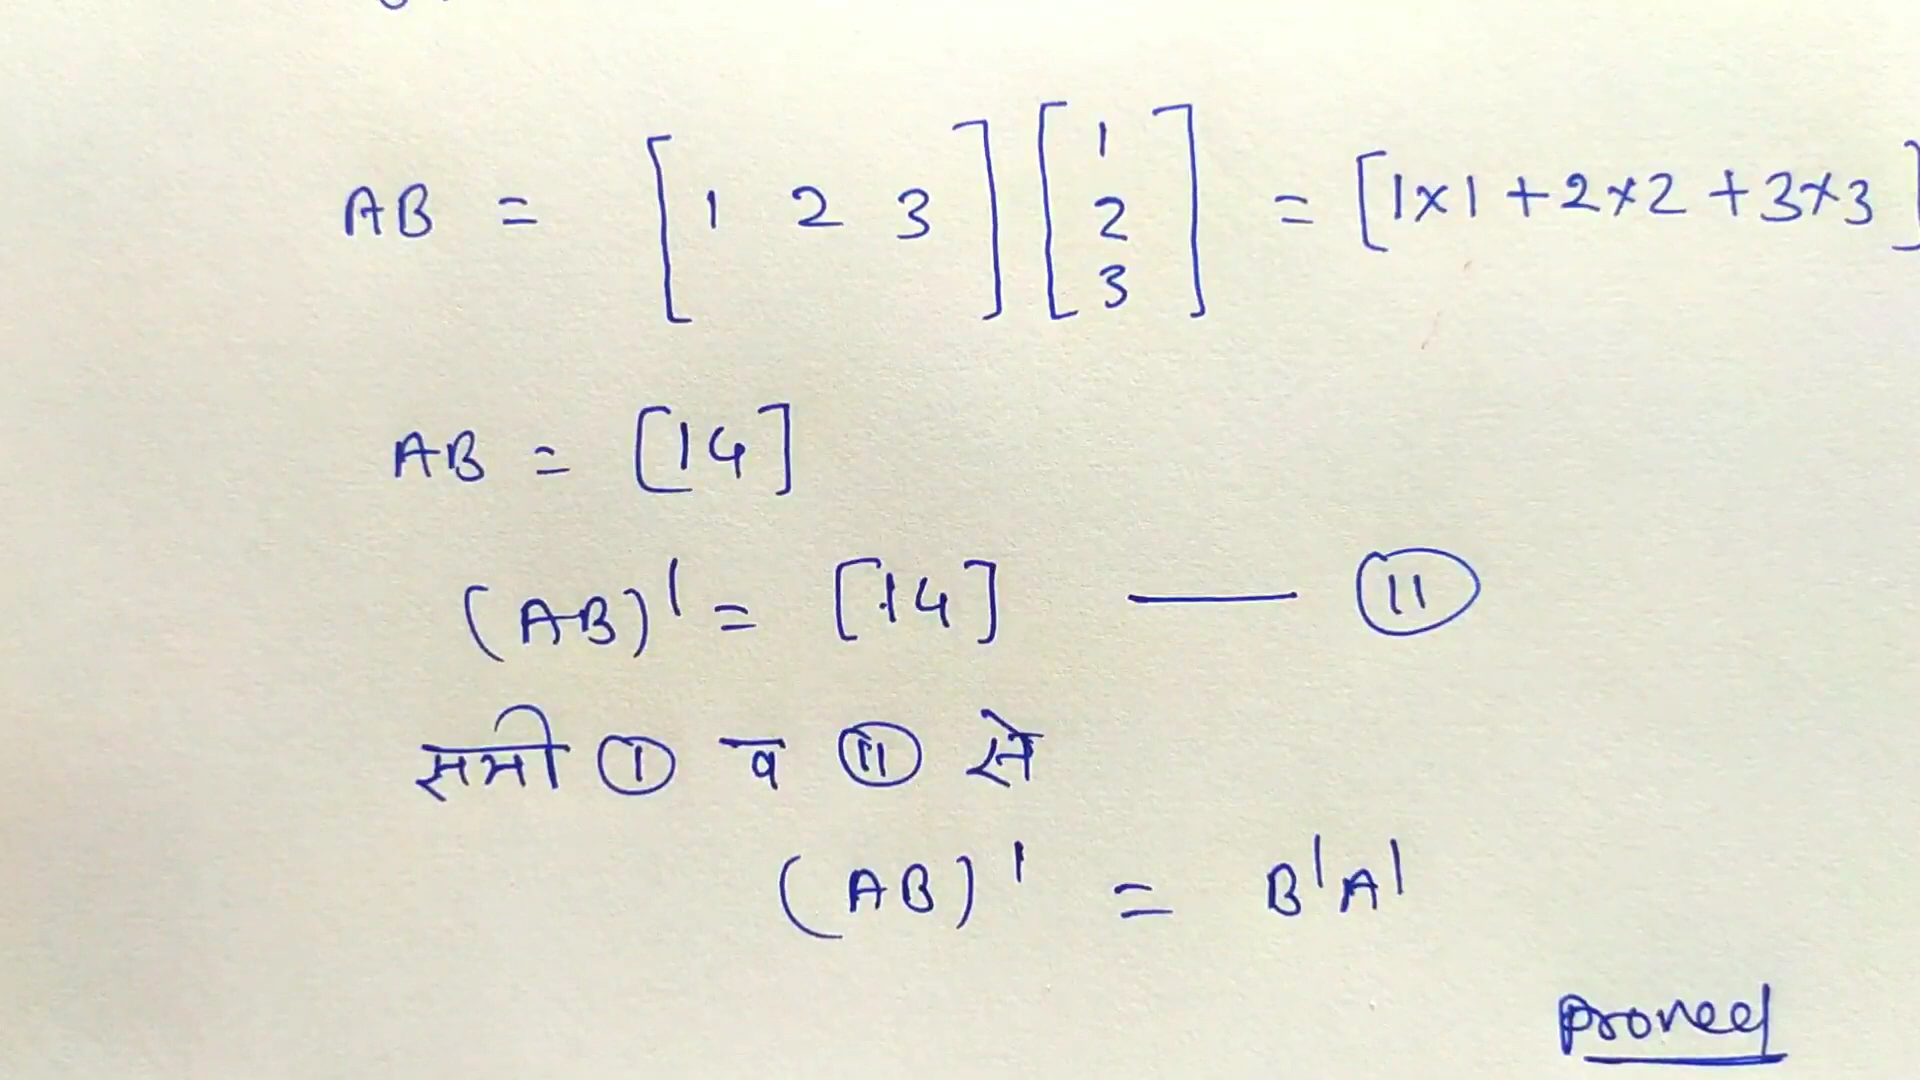 AB = [ 1 2 3 ] [ 1 2 3 ] = [1×1+2×2+3×3]
AB = [14]
(AB)' = [14] — (II)
समी (I) व (II) से
(AB)' = B'A'
proved